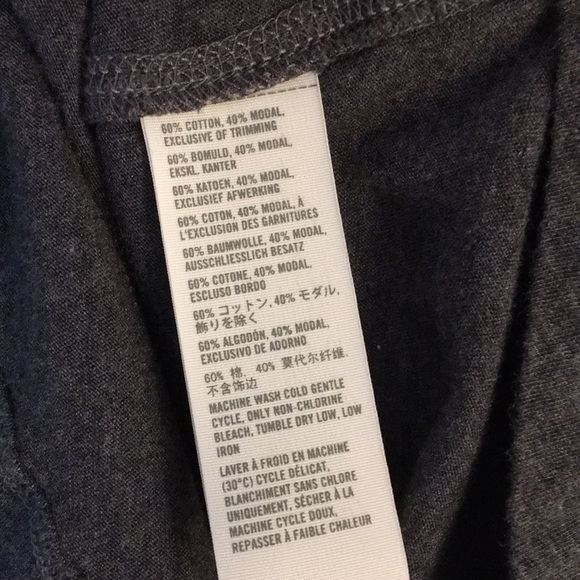 60% COTTON, 40% MODAL,
EXCLUSIVE OF TRIMMING
60% BOMULD, 40% MODAL,
EKSKL. KANTER
60% KATOEN, 40% MODAL,
EXCLUSIEF AFWERKING
60% COTON, 40% MODAL, À
L'EXCLUSION DES GARNITURES
60% BAUMWOLLE, 40% MODAL,
AUSSCHLIESSLICH BESATZ
60% COTONE, 40% MODAL,
ESCLUSO BORDO
60% コットン, 40% モダル,
飾りを除く
60% ALGODÓN, 40% MODAL,
EXCLUSIVO DE ADORNO
60% 棉, 40% 莫代尔纤维,
不含饰边
MACHINE WASH COLD GENTLE
CYCLE, ONLY NON-CHLORINE
BLEACH, TUMBLE DRY LOW, LOW
IRON
LAVER À FROID EN MACHINE
(30°C) CYCLE DÉLICAT,
BLANCHIMENT SANS CHLORE
UNIQUEMENT, SÉCHER À LA
MACHINE CYCLE DOUX,
REPASSER À FAIBLE CHALEUR